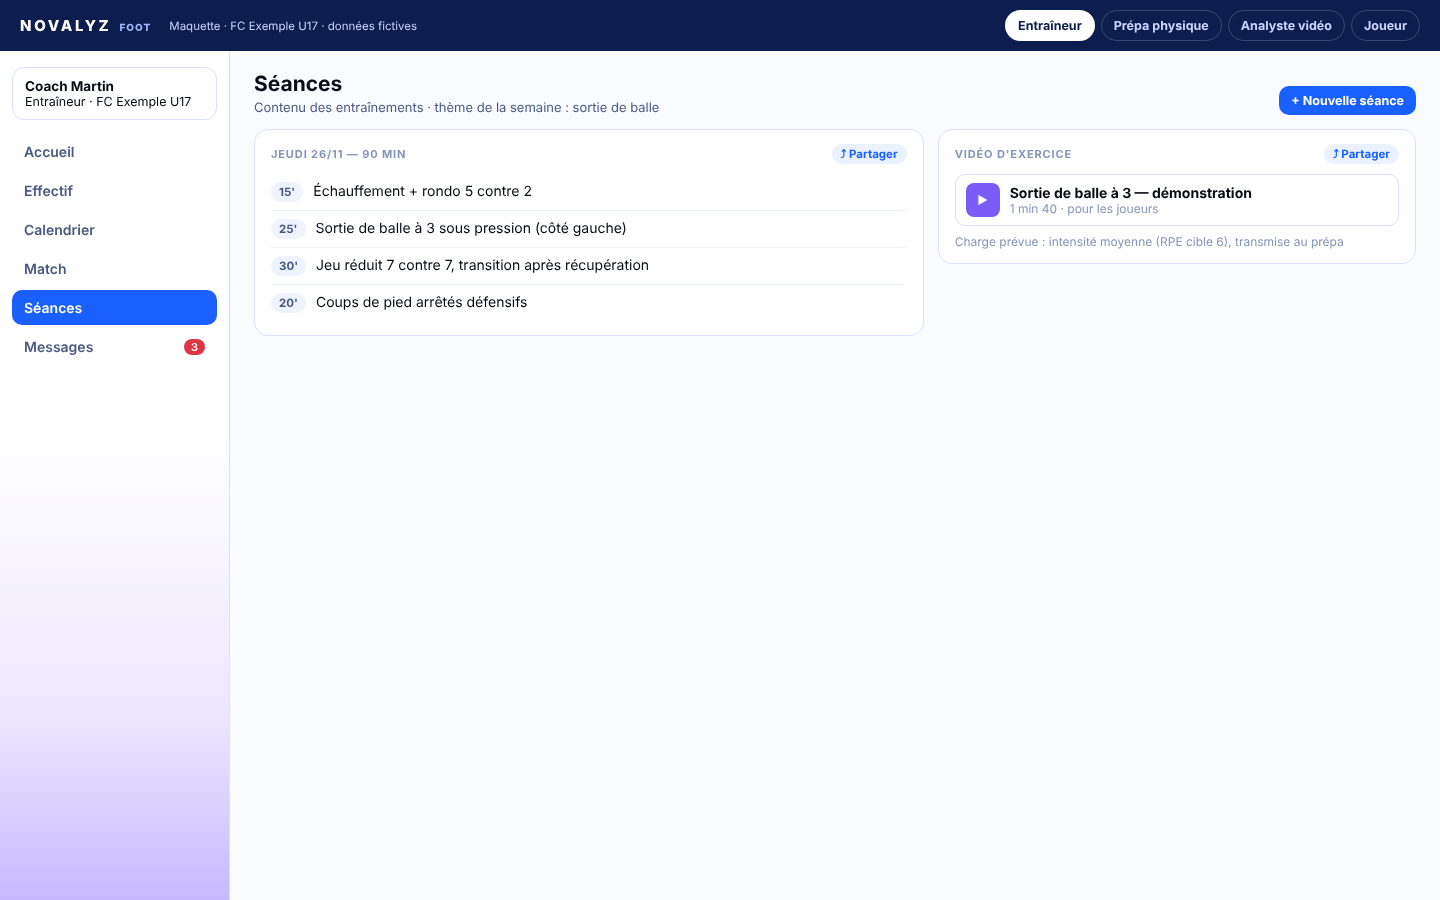 NOVALYZ FOOT Maquette · FC Exemple U17 · données fictives
Entraîneur Prépa physique Analyste vidéo Joueur
Coach Martin
Entraîneur · FC Exemple U17
Accueil
Effectif
Calendrier
Match
Séances
Messages 3
Séances
Contenu des entraînements · thème de la semaine : sortie de balle
+ Nouvelle séance
JEUDI 26/11 — 90 MIN ⤴ Partager
15' Échauffement + rondo 5 contre 2
25' Sortie de balle à 3 sous pression (côté gauche)
30' Jeu réduit 7 contre 7, transition après récupération
20' Coups de pied arrêtés défensifs
VIDÉO D'EXERCICE ⤴ Partager
Sortie de balle à 3 — démonstration
1 min 40 · pour les joueurs
Charge prévue : intensité moyenne (RPE cible 6), transmise au prépa